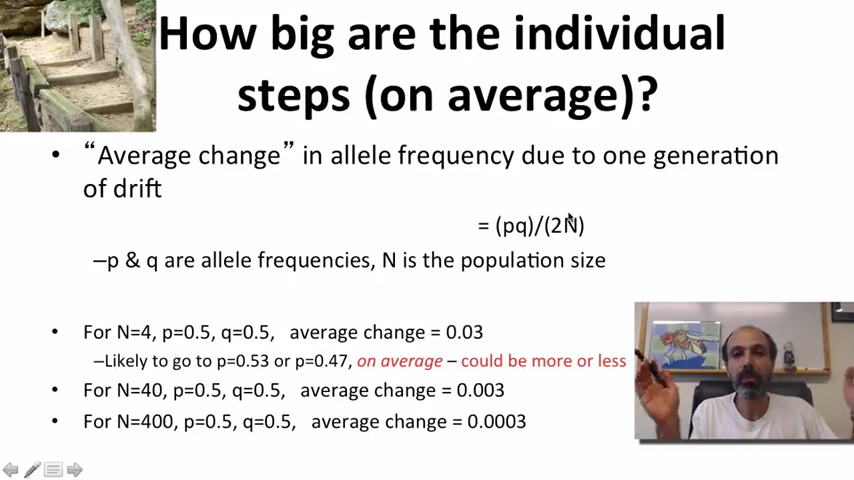 How big are the individual
steps (on average)?
• “Average change” in allele frequency due to one generation
of drift
= (pq)/(2N)
–p & q are allele frequencies, N is the population size
• For N=4, p=0.5, q=0.5, average change = 0.03
–Likely to go to p=0.53 or p=0.47, on average – could be more or less
• For N=40, p=0.5, q=0.5, average change = 0.003
• For N=400, p=0.5, q=0.5, average change = 0.0003